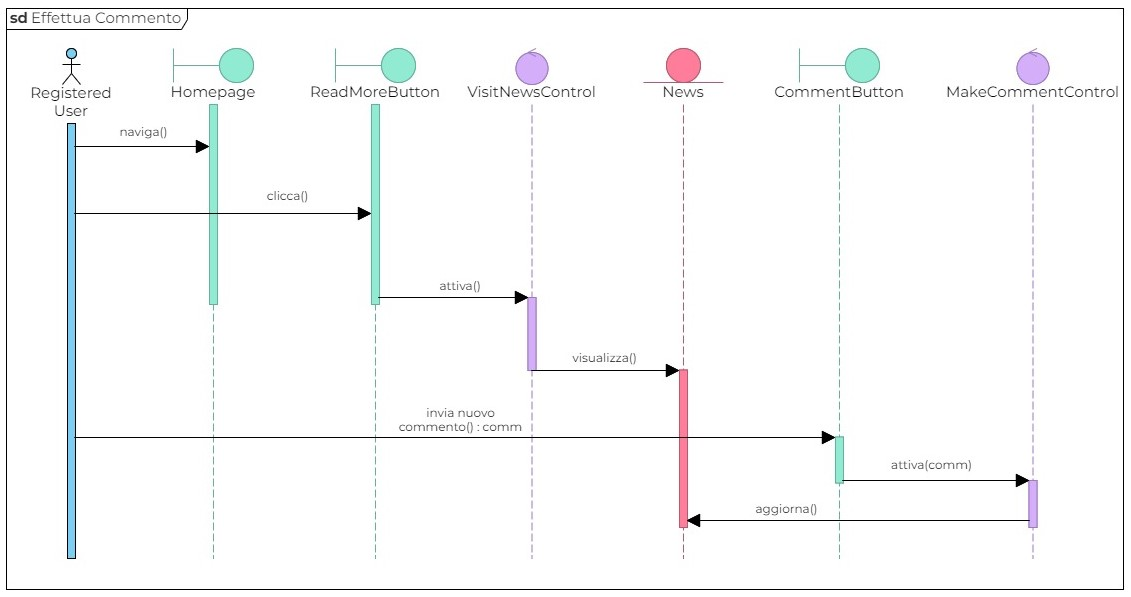 sd Effettua Commento
Registered
User
Homepage
ReadMoreButton
VisitNewsControl
News
CommentButton
MakeCommentControl
naviga()
clicca()
attiva()
visualizza()
invia nuovo
commento() : comm
attiva(comm)
aggiorna()